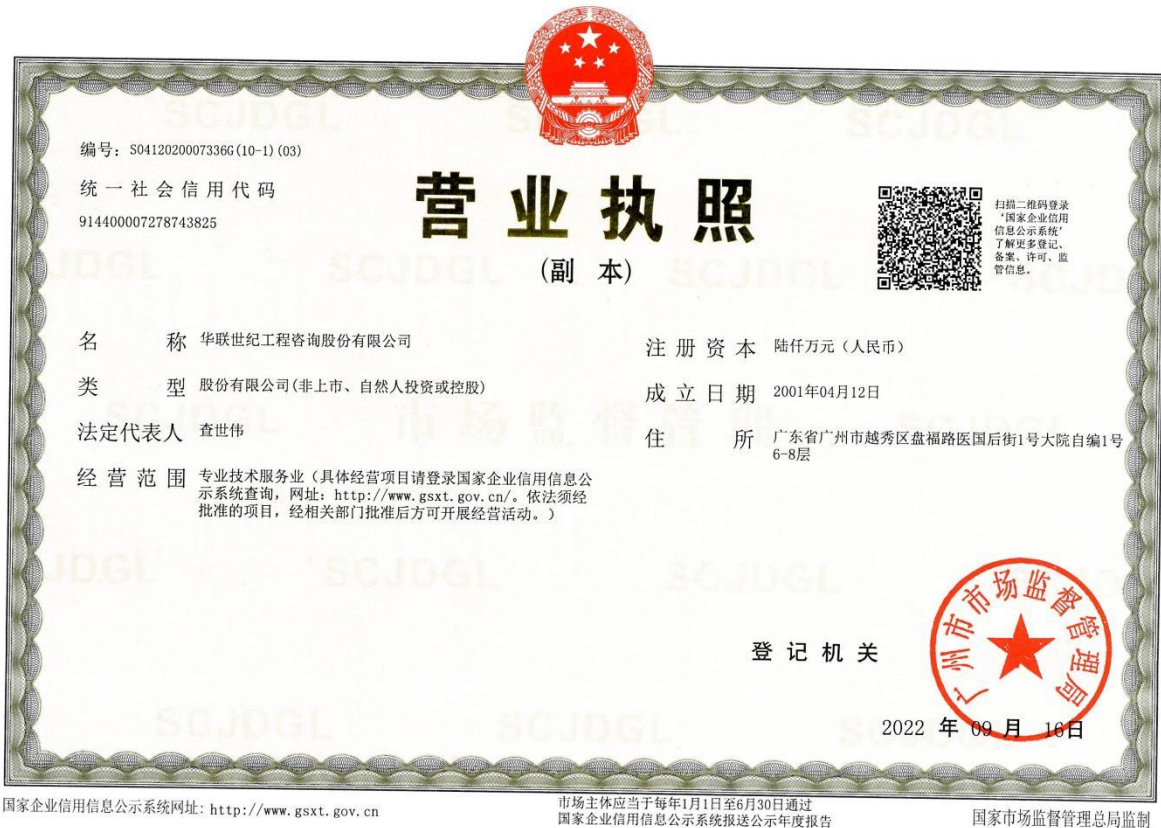 编号: S0412020007336G(10-1)(03)
统一社会信用代码
914400007278743825
营业执照
(副 本)
扫描二维码登录
‘国家企业信用
信息公示系统’
了解更多登记、
备案、许可、监
管信息。
名 称 华联世纪工程咨询股份有限公司
类 型 股份有限公司(非上市、自然人投资或控股)
法定代表人 查世伟
经营范围 专业技术服务业（具体经营项目请登录国家企业信用信息公
示系统查询，网址: http://www.gsxt.gov.cn/。依法须经
批准的项目，经相关部门批准后方可开展经营活动。）
注册资本 陆仟万元（人民币）
成立日期 2001年04月12日
住 所 广东省广州市越秀区盘福路医国后街1号大院自编1号
6-8层
SCJDGL
市场监督管理
登记机关
广州市市场监督管理局
2022 年 09 月 16日
国家企业信用信息公示系统网址: http://www.gsxt.gov.cn
市场主体应当于每年1月1日至6月30日通过
国家企业信用信息公示系统报送公示年度报告
国家市场监督管理总局监制